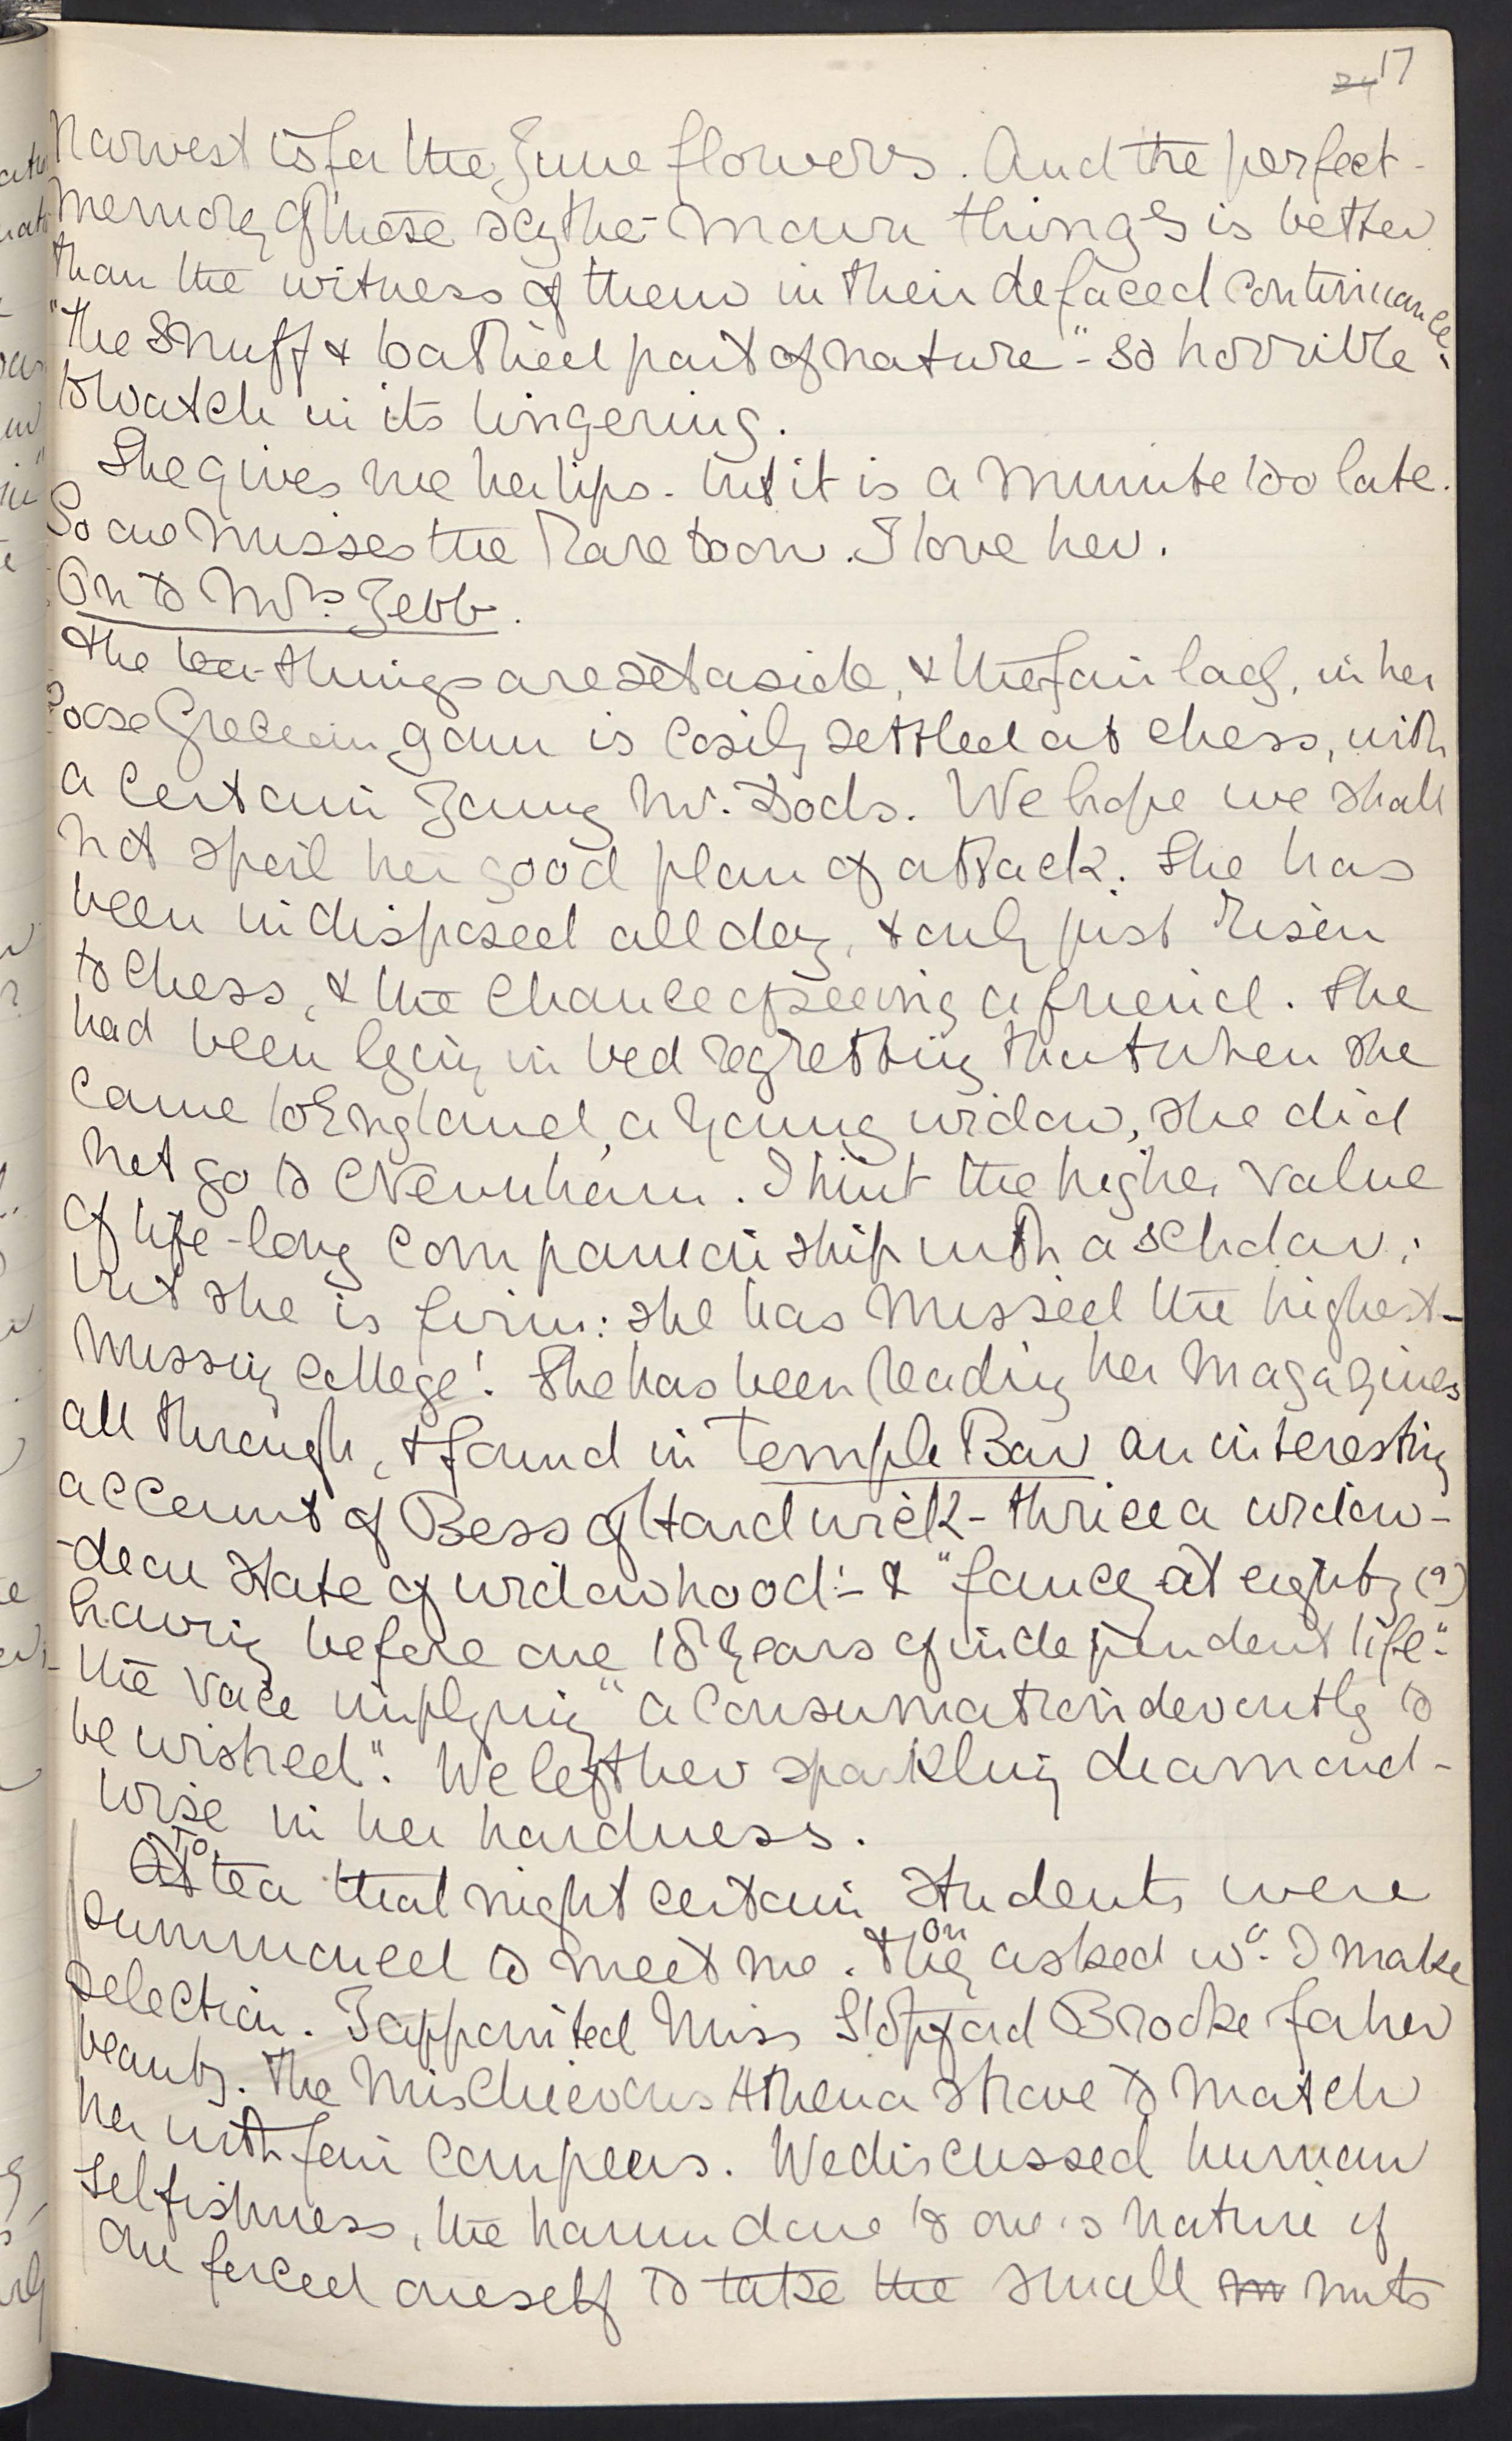 24 17
harvest is for the June flowers. And the perfect
memory of these scythe-mown things is better
than the witness of them in their defaced continuance -
"the snuff & loathed part of nature" - so horrible
to watch in its lingering.
She gives me her lips - but it is a minute too late.
So one misses the rare boon. I love her.
On to Mrs. Jebb.
The tea-things are set aside, & the fair lady, in her
loose Grecian gown is cosily settled at chess, with
a certain young Mr. Dods. We hope we shall
not spoil her good plan of attack. She has
been indisposed all day, & only just risen
to chess, & the chance of seeing a friend. She
had been lying in bed regretting that when she
came to England, a young widow, she did
not go to Newnham. I hint the higher value
of life-long companionship with a scholar;
but she is firm: she has missed the highest -
missing college! She has been reading her magazines
all through, & found in Temple Bar an interesting
account of Bess of Hardwick - thrice a widow -
- dear state of widowhood! - & "fancy at eighty (?)
having before one 18 years of independent life" -
the voice implying "a consumation devoutly to
be wished". We left her sparkling diamond-
wise in her hardness.
At To tea that night certain students were
summoned to meet me. they on asked wd. I make
selection. I appointed Miss Stopford Brooke for her
beauty. The mischievous Athena strove to match
her with fair compeers. We discussed human
selfishness, the harm done to one's nature if
one forced oneself to take the small m nuts